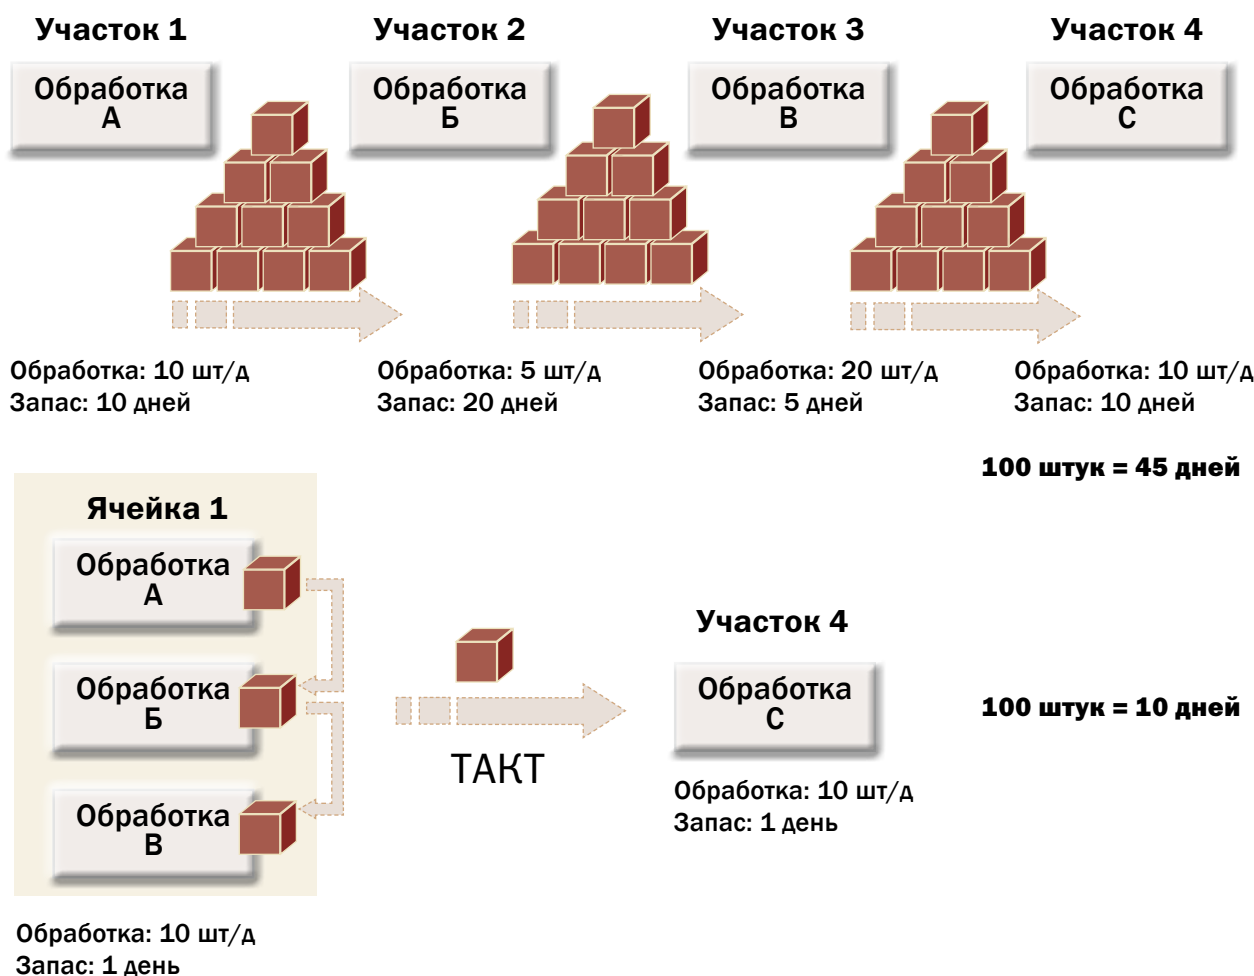 Участок 1
Участок 2
Участок 3
Участок 4
Обработка
А
Обработка
Б
Обработка
В
Обработка
С
Обработка: 10 шт/д
Запас: 10 дней
Обработка: 5 шт/д
Запас: 20 дней
Обработка: 20 шт/д
Запас: 5 дней
Обработка: 10 шт/д
Запас: 10 дней
100 штук = 45 дней
Ячейка 1
Обработка
А
Обработка
Б
Обработка
В
Обработка: 10 шт/д
Запас: 1 день
ТАКТ
Участок 4
Обработка
С
Обработка: 10 шт/д
Запас: 1 день
100 штук = 10 дней